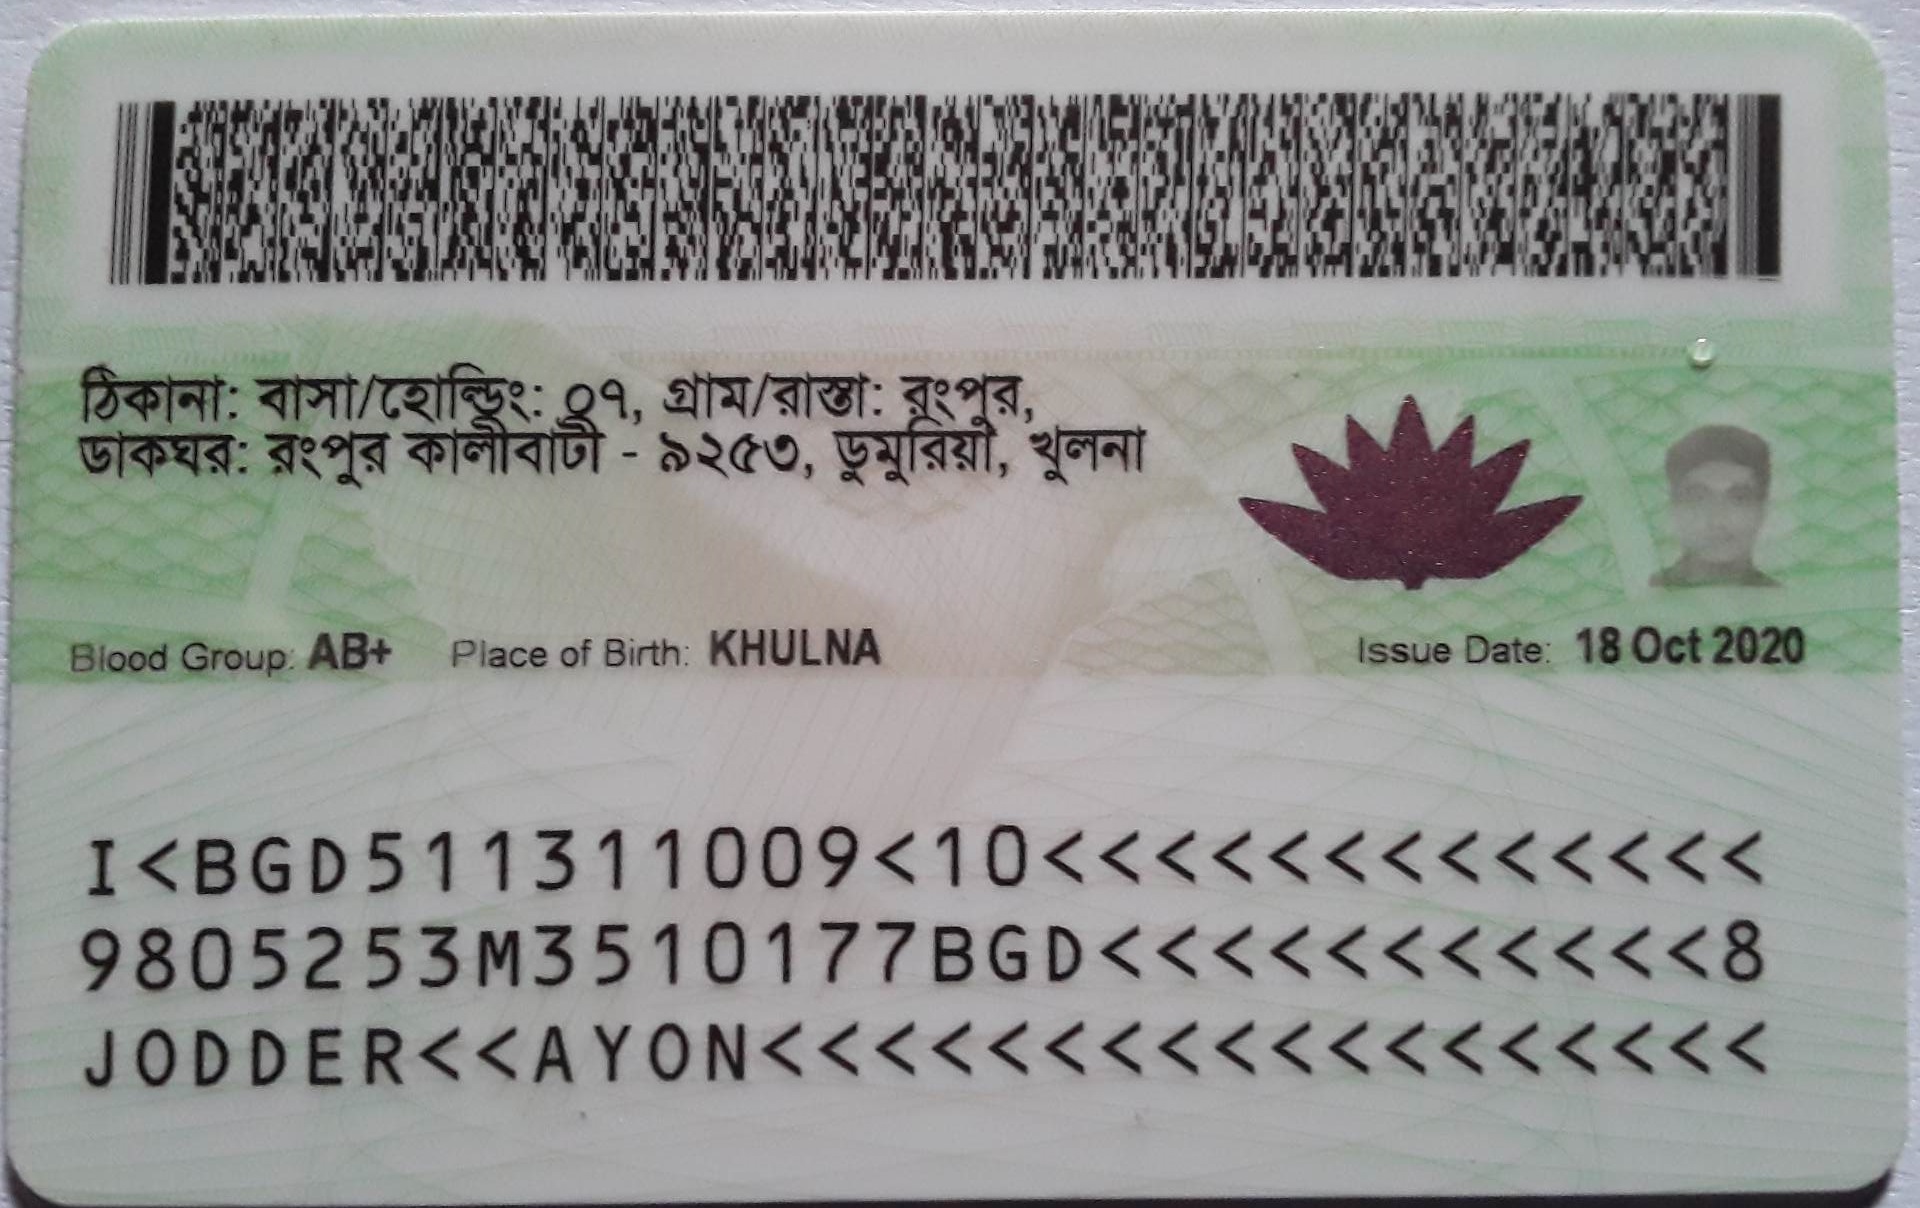 ঠিকানা: বাসা/হোল্ডিং: ০৭, গ্রাম/রাস্তা: রংপুর,
ডাকঘর: রংপুর কালীবাটী - ৯২৫৩, ডুমুরিয়া, খুলনা
Blood Group: AB+ Place of Birth: KHULNA Issue Date: 18 Oct 2020
I<BGD511311009<10<<<<<<<<<<<<<
9805253M3510177BGD<<<<<<<<<<<8
JODDER<<AYON<<<<<<<<<<<<<<<<<<